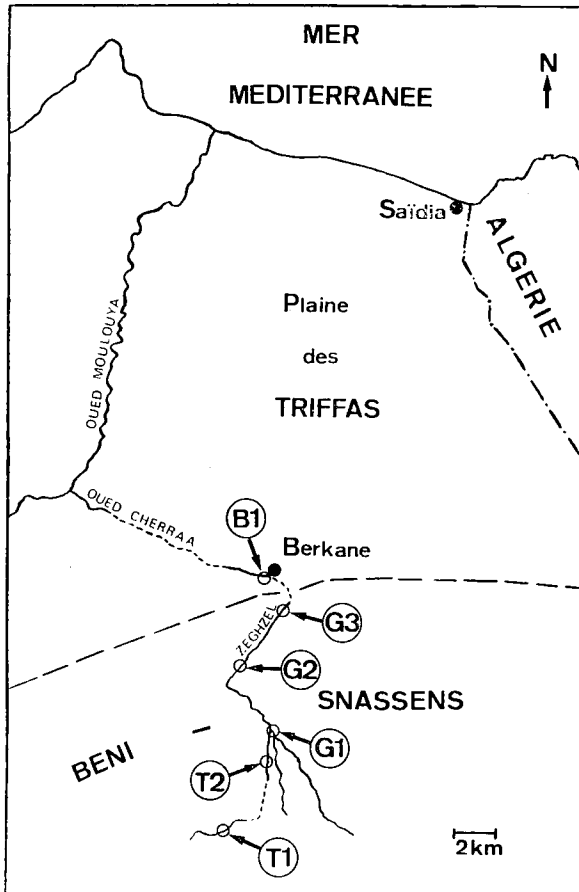 MER
MEDITERRANEE
N
Saïdia
ALGERIE
Plaine
des
TRIFFAS
OUED MOULOUYA
OUED CHERRAA
B1
Berkane
G3
ZEGHZEL
G2
SNASSENS
BENI -
G1
T2
T1
2km